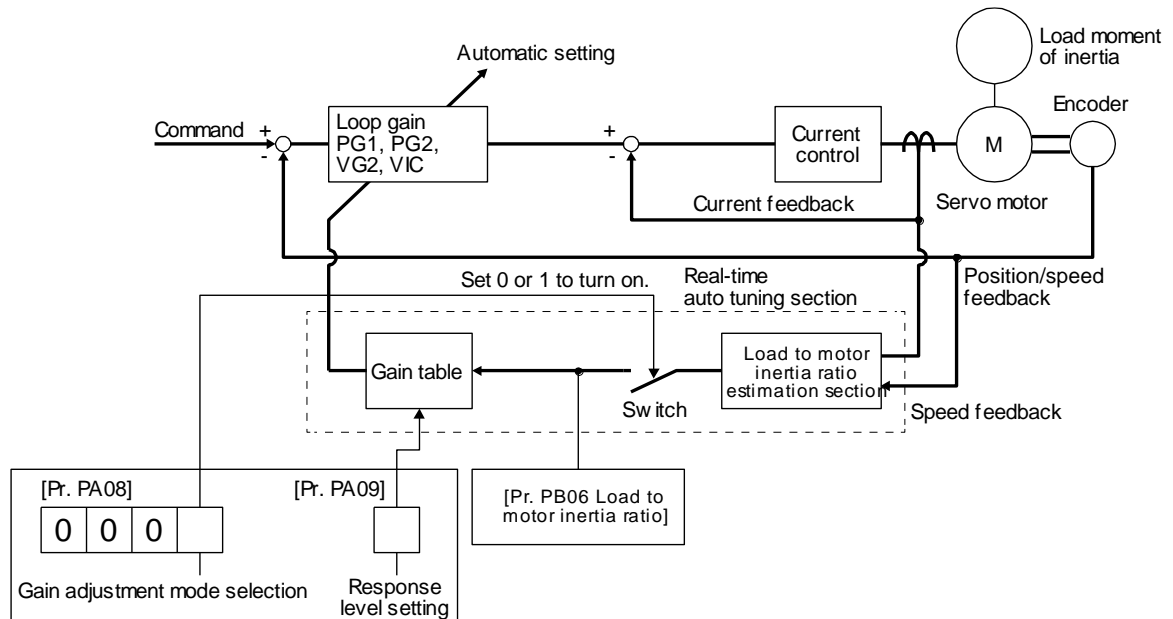 Automatic setting
Load moment
of inertia
Command
+
-
Loop gain
PG1, PG2,
VG2, VIC
+
-
Current
control
M
Encoder
Servo motor
Current feedback
Set 0 or 1 to turn on.
Real-time
auto tuning section
Position/speed
feedback
Gain table
Switch
Load to motor
inertia ratio
estimation section
Speed feedback
[Pr. PA08]
[Pr. PA09]
0 0 0
[Pr. PB06 Load to
motor inertia ratio]
Gain adjustment mode selection
Response
level setting